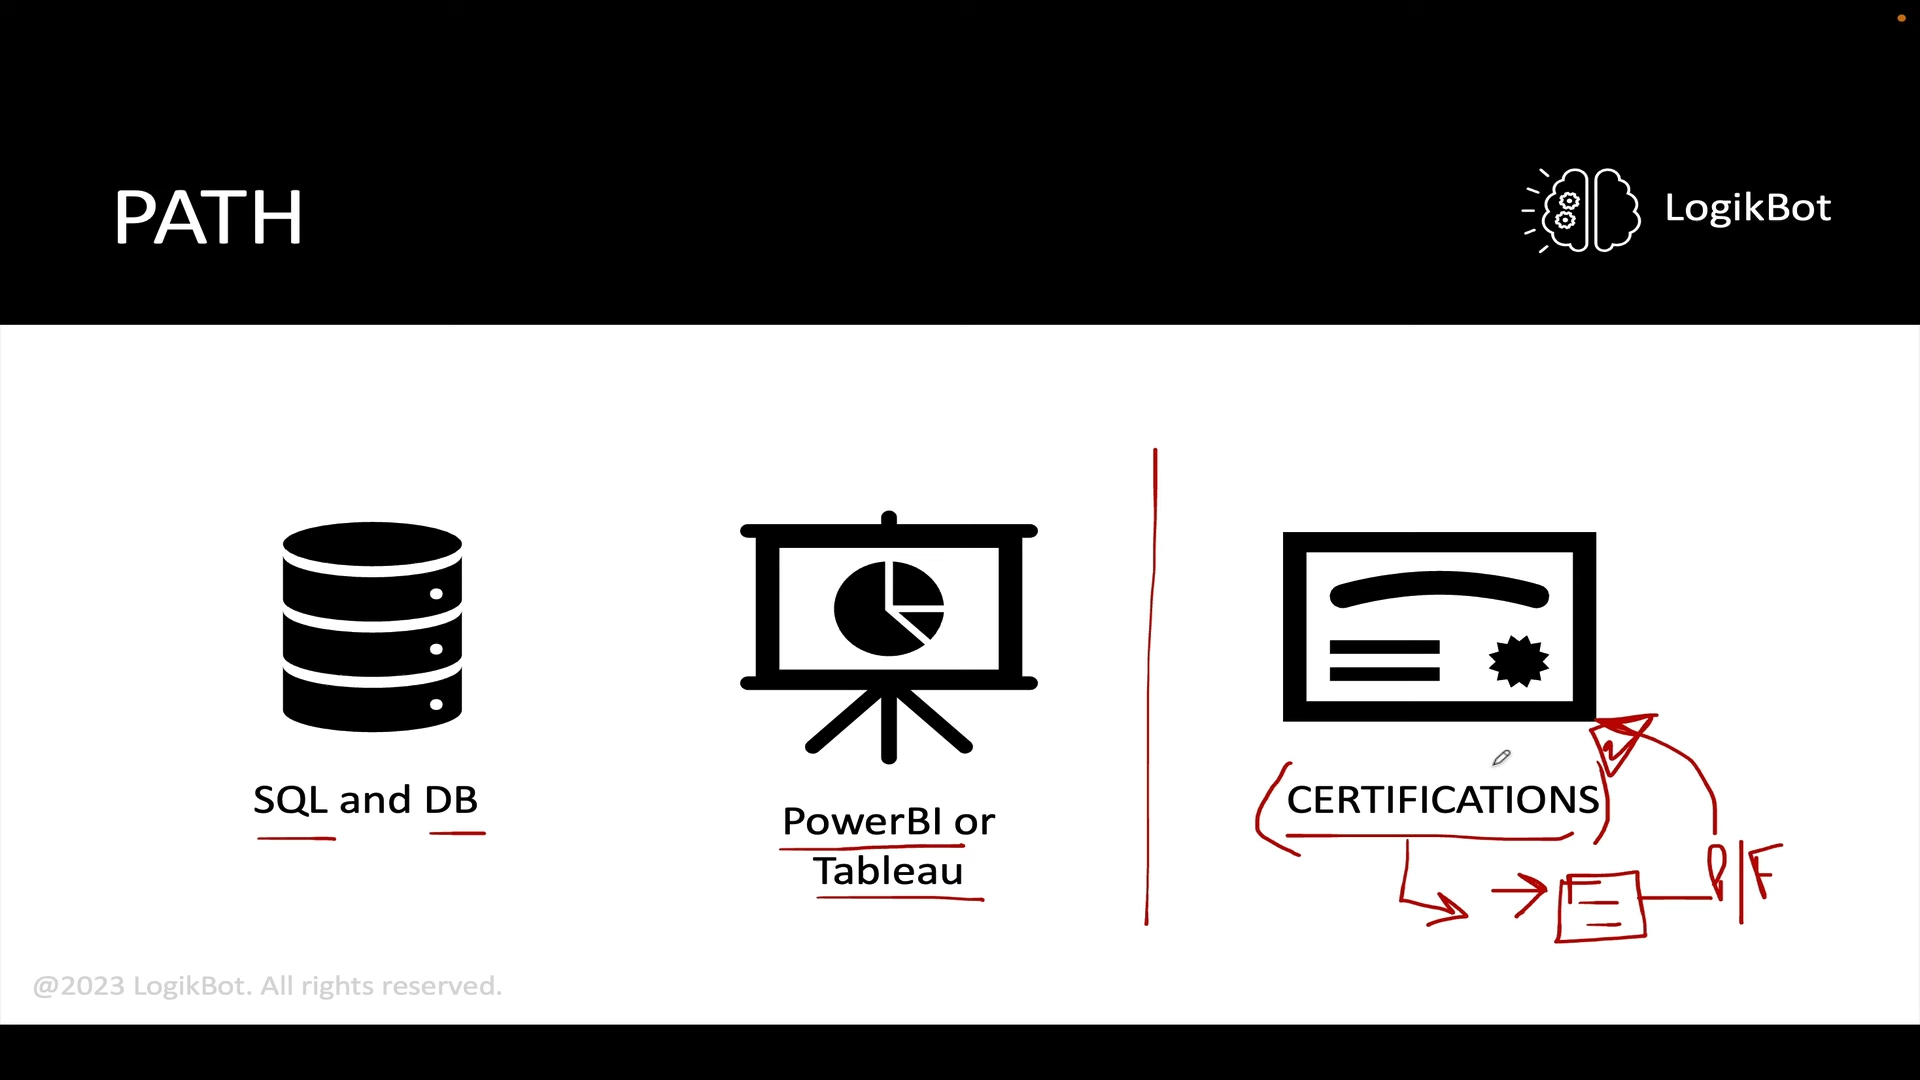 PATH
LogikBot
SQL and DB
PowerBI or
Tableau
CERTIFICATIONS
P/F
@2023 LogikBot. All rights reserved.